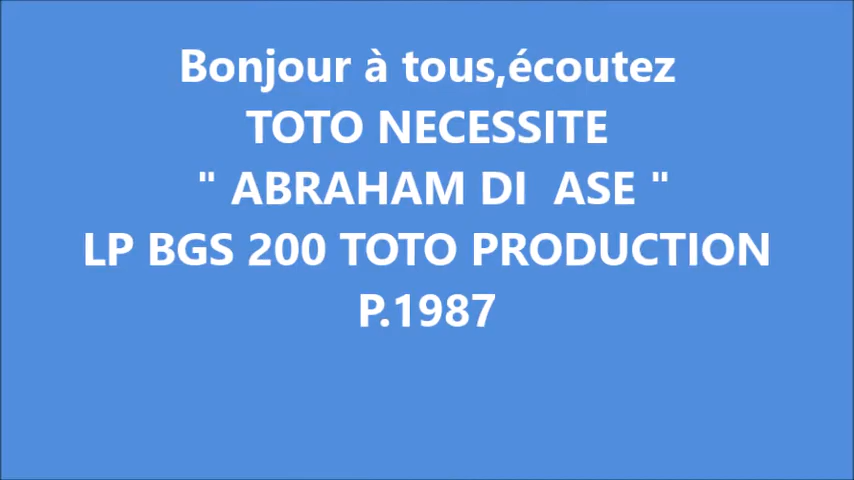 Bonjour à tous,écoutez
TOTO NECESSITE
" ABRAHAM DI  ASE "
LP BGS 200 TOTO PRODUCTION
P.1987